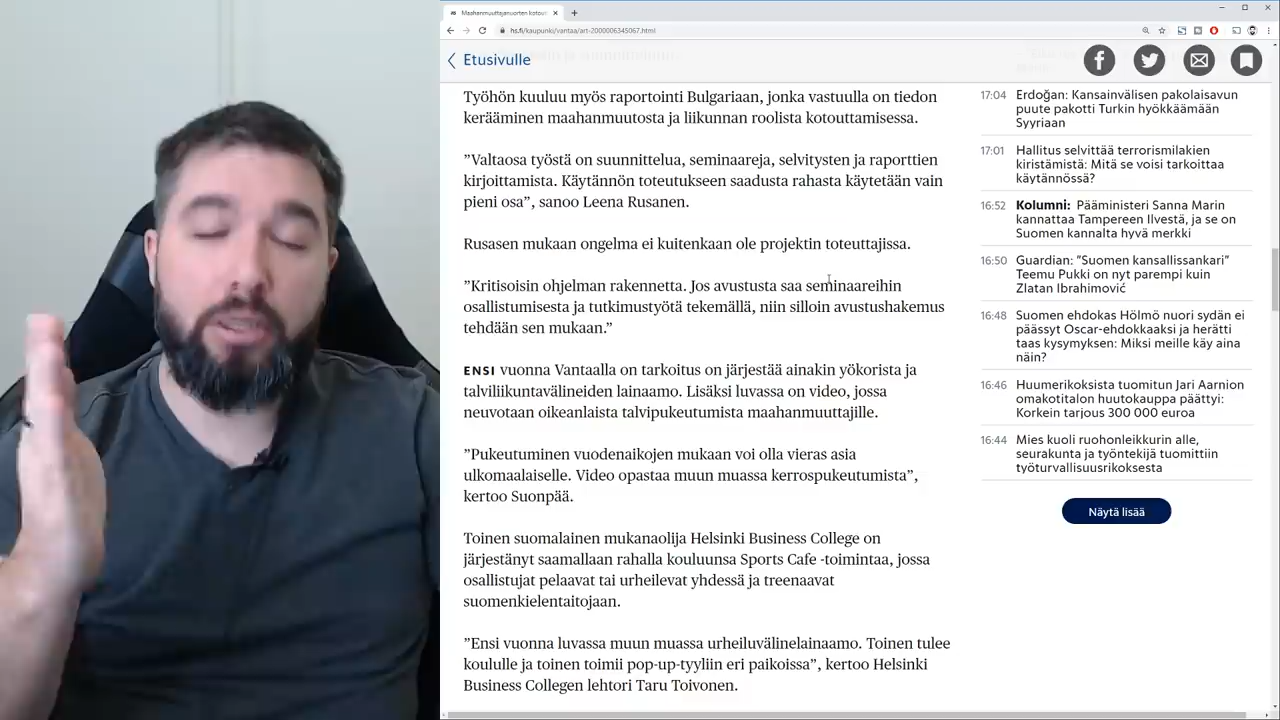 Maahanmuuttajanuorten kotou
hs.fi/kaupunki/vantaa/art-2000006345067.html
Etusivulle
Työhön kuuluu myös raportointi Bulgariaan, jonka vastuulla on tiedon
kerääminen maahanmuutosta ja liikunnan roolista kotouttamisessa.
”Valtaosa työstä on suunnittelua, seminaareja, selvitysten ja raporttien
kirjoittamista. Käytännön toteutukseen saadusta rahasta käytetään vain
pieni osa”, sanoo Leena Rusanen.
Rusasen mukaan ongelma ei kuitenkaan ole projektin toteuttajissa.
”Kritisoisin ohjelman rakennetta. Jos avustusta saa seminaareihin
osallistumisesta ja tutkimustyötä tekemällä, niin silloin avustushakemus
tehdään sen mukaan.”
ENSI vuonna Vantaalla on tarkoitus on järjestää ainakin yökorista ja
talviliikuntavälineiden lainaamo. Lisäksi luvassa on video, jossa
neuvotaan oikeanlaista talvipukeutumista maahanmuuttajille.
”Pukeutuminen vuodenaikojen mukaan voi olla vieras asia
ulkomaalaiselle. Video opastaa muun muassa kerrospukeutumista”,
kertoo Suonpää.
Toinen suomalainen mukanaolija Helsinki Business College on
järjestänyt saamallaan rahalla kouluunsa Sports Cafe -toimintaa, jossa
osallistujat pelaavat tai urheilevat yhdessä ja treenaavat
suomenkielentaitojaan.
”Ensi vuonna luvassa muun muassa urheiluvälinelainaamo. Toinen tulee
koululle ja toinen toimii pop-up-tyyliin eri paikoissa”, kertoo Helsinki
Business Collegen lehtori Taru Toivonen.
17:04 Erdoğan: Kansainvälisen pakolaisavun
puute pakotti Turkin hyökkäämään
Syyriaan
17:01 Hallitus selvittää terrorismilakien
kiristämistä: Mitä se voisi tarkoittaa
käytännössä?
16:52 Kolumni: Pääministeri Sanna Marin
kannattaa Tampereen Ilvestä, ja se on
Suomen kannalta hyvä merkki
16:50 Guardian: ”Suomen kansallissankari”
Teemu Pukki on nyt parempi kuin
Zlatan Ibrahimović
16:48 Suomen ehdokas Hölmö nuori sydän ei
päässyt Oscar-ehdokkaaksi ja herätti
taas kysymyksen: Miksi meille käy aina
näin?
16:46 Huumerikoksista tuomitun Jari Aarnion
omakotitalon huutokauppa päättyi:
Korkein tarjous 300 000 euroa
16:44 Mies kuoli ruohonleikkurin alle,
seurakunta ja työntekijä tuomittiin
työturvallisuusrikoksesta
Näytä lisää